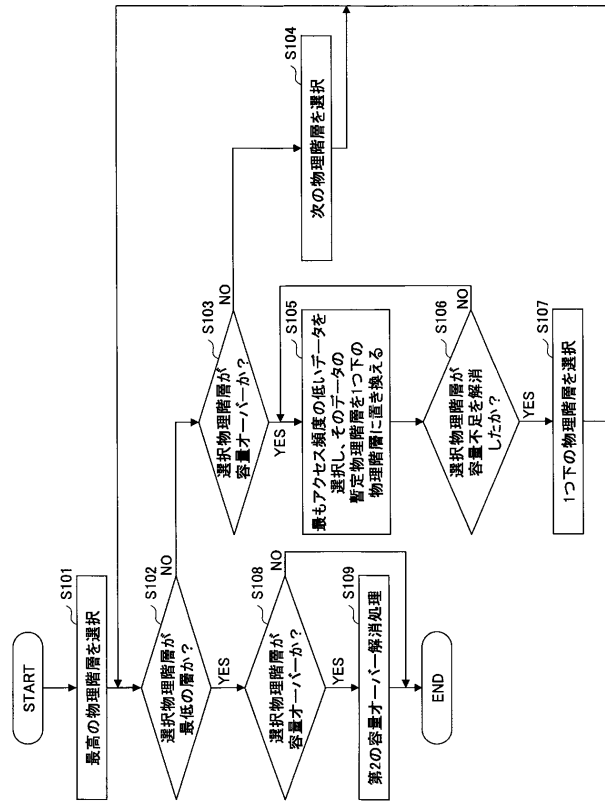 START
S101
最高の物理階層を選択
S102
選択物理階層が
最低の層か?
NO
YES
S108
選択物理階層が
容量オーバーか?
NO
YES
S109
第2の容量オーバー解消処理
END
S103
選択物理階層が
容量オーバーか?
NO
YES
S105
最もアクセス頻度の低いデータを
選択し、そのデータの
暫定物理階層を1つ下の
物理階層に置き換える
S106
選択物理階層が
容量不足を解消
したか?
NO
YES
S107
1つ下の物理階層を選択
S104
次の物理階層を選択